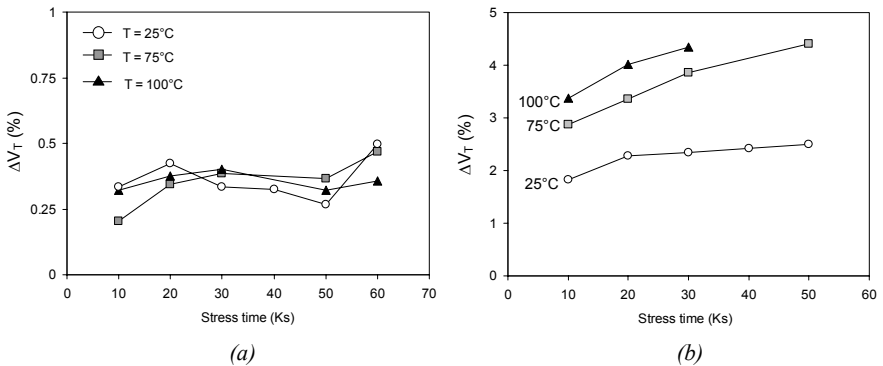 1
0.75
0.5
0.25
0
ΔV_T (%)
T = 25°C
T = 75°C
T = 100°C
0 10 20 30 40 50 60 70
Stress time (Ks)
(a)
5
4
3
2
1
0
ΔV_T (%)
100°C
75°C
25°C
0 10 20 30 40 50 60
Stress time (Ks)
(b)